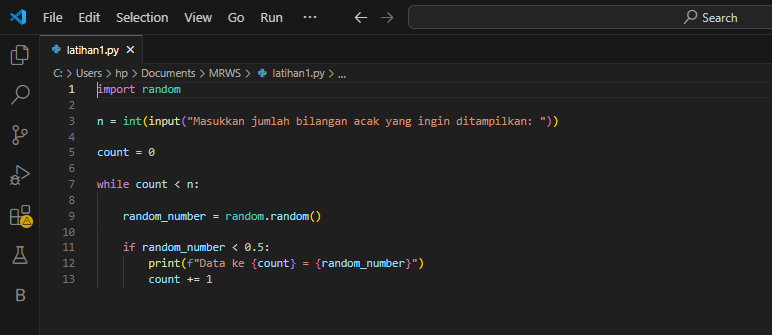 File Edit Selection View Go Run ... Search
latihan1.py
C: > Users > hp > Documents > MRWS > latihan1.py > ...
1 import random
2
3 n = int(input("Masukkan jumlah bilangan acak yang ingin ditampilkan: "))
4
5 count = 0
6
7 while count < n:
8
9 random_number = random.random()
10
11 if random_number < 0.5:
12 print(f"Data ke {count} = {random_number}")
13 count += 1
B